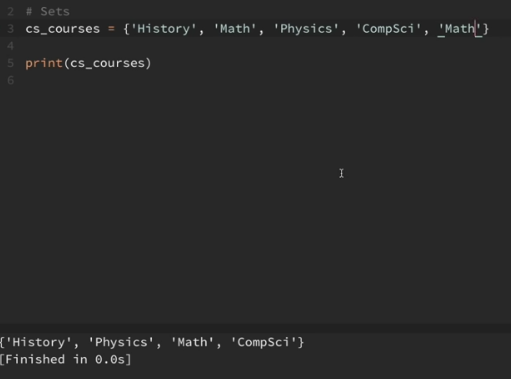 2 # Sets
3 cs_courses = {'History', 'Math', 'Physics', 'CompSci', 'Math'}
4
5 print(cs_courses)
6
{'History', 'Physics', 'Math', 'CompSci'}
[Finished in 0.0s]